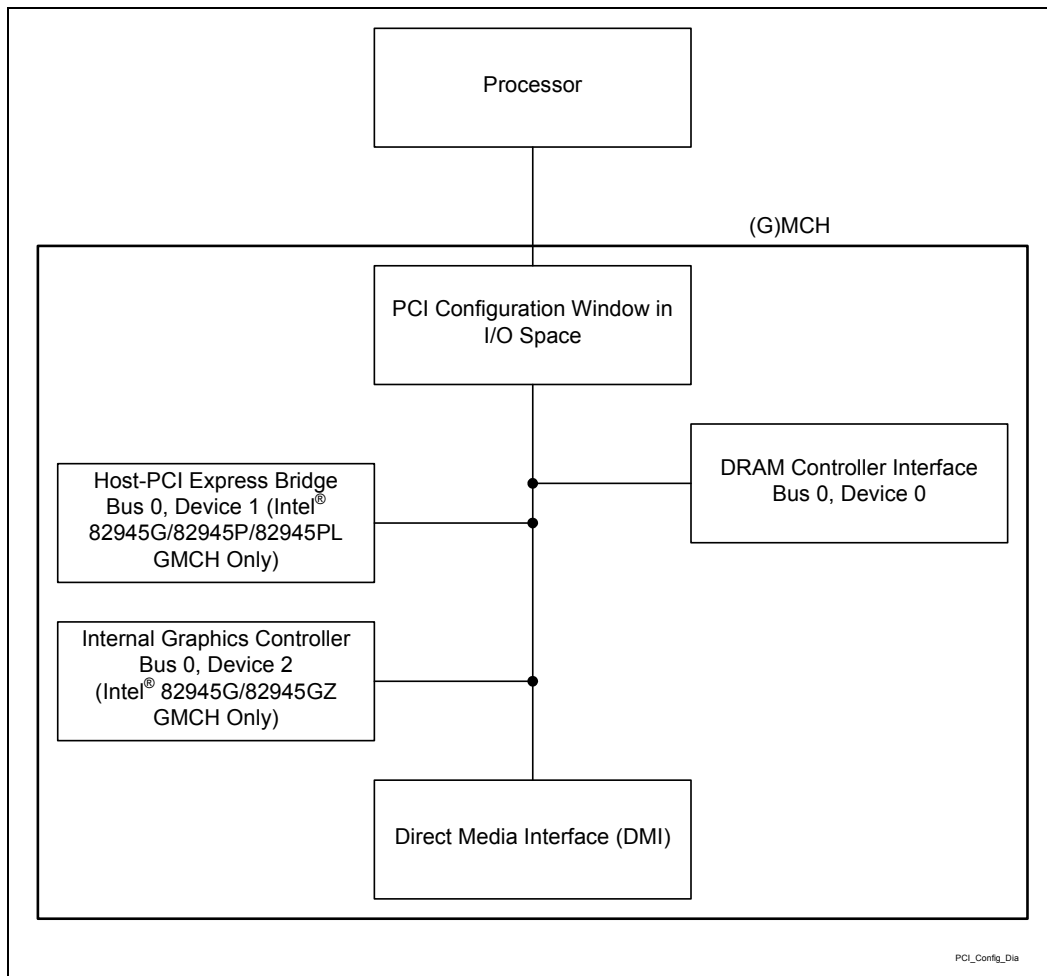 Processor
(G)MCH
PCI Configuration Window in
I/O Space
DRAM Controller Interface
Bus 0, Device 0
Host-PCI Express Bridge
Bus 0, Device 1 (Intel®
82945G/82945P/82945PL
GMCH Only)
Internal Graphics Controller
Bus 0, Device 2
(Intel® 82945G/82945GZ
GMCH Only)
Direct Media Interface (DMI)
PCI_Config_Dia